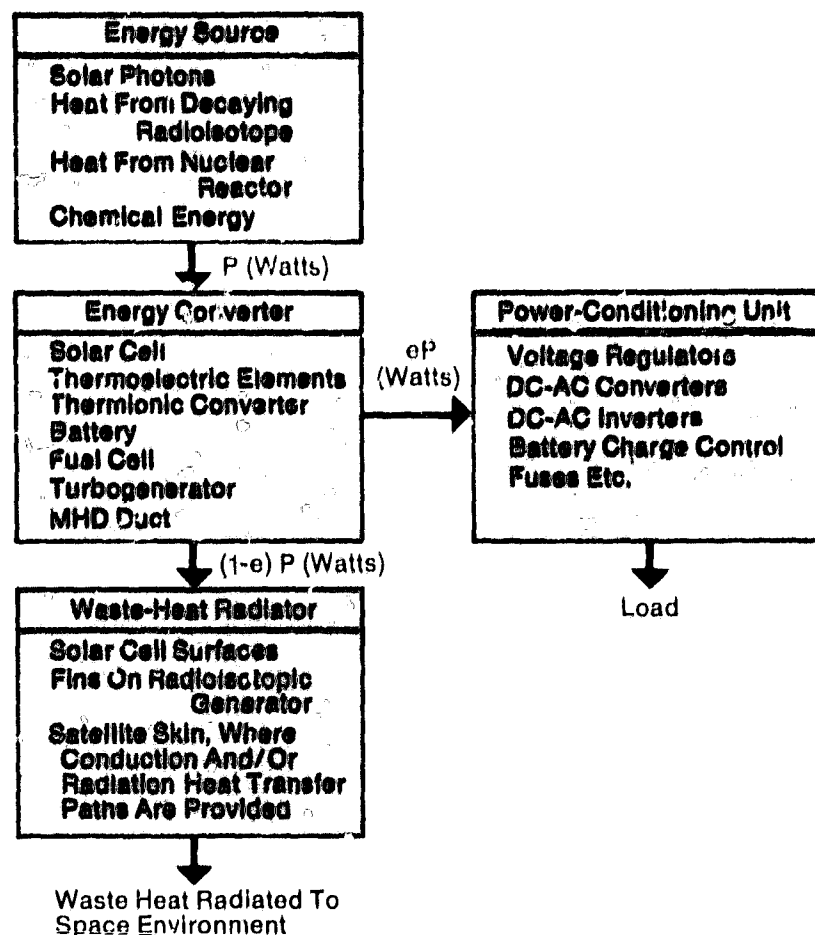 Energy Source
Solar Photons
Heat From Decaying
Radioisotope
Heat From Nuclear
Reactor
Chemical Energy
P (Watts)
Energy Converter
Solar Cell
Thermoelectric Elements
Thermionic Converter
Battery
Fuel Cell
Turbogenerator
MHD Duct
eP
(Watts)
Power-Conditioning Unit
Voltage Regulators
DC-AC Converters
DC-AC Inverters
Battery Charge Control
Fuses Etc.
Load
(1-e) P (Watts)
Waste-Heat Radiator
Solar Cell Surfaces
Fins On Radioisotopic
Generator
Satellite Skin, Where
Conduction And/Or
Radiation Heat Transfer
Paths Are Provided
Waste Heat Radiated To
Space Environment